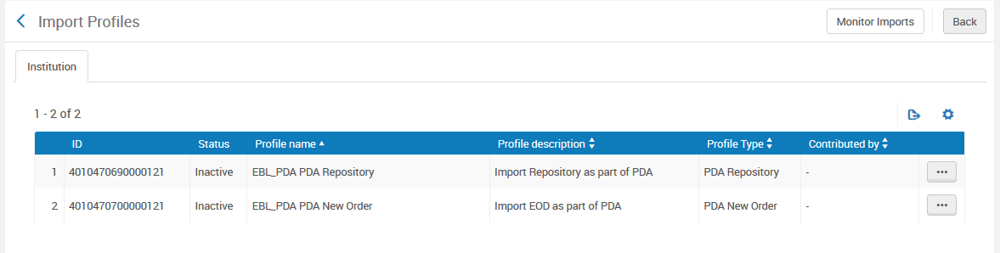 Import Profiles Monitor Imports Back
Institution
1 - 2 of 2
ID Status Profile name Profile description Profile Type Contributed by
1 4010470690000121 Inactive EBL_PDA PDA Repository Import Repository as part of PDA PDA Repository - ...
2 4010470700000121 Inactive EBL_PDA PDA New Order Import EOD as part of PDA PDA New Order - ...